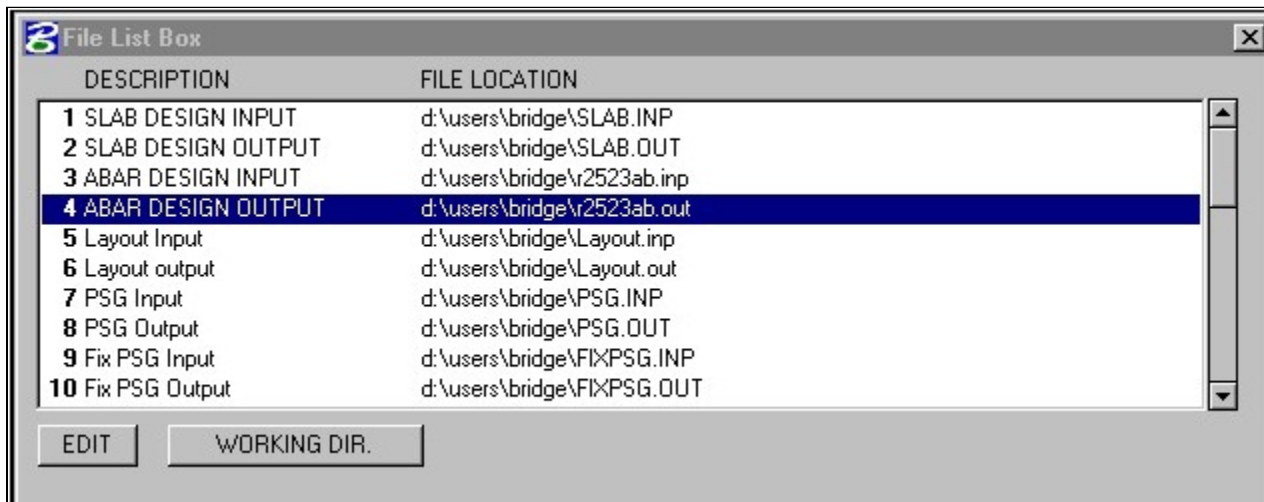 File List Box
DESCRIPTION FILE LOCATION
1 SLAB DESIGN INPUT d:\users\bridge\SLAB.INP
2 SLAB DESIGN OUTPUT d:\users\bridge\SLAB.OUT
3 ABAR DESIGN INPUT d:\users\bridge\r2523ab.inp
4 ABAR DESIGN OUTPUT d:\users\bridge\r2523ab.out
5 Layout Input d:\users\bridge\Layout.inp
6 Layout output d:\users\bridge\Layout.out
7 PSG Input d:\users\bridge\PSG.INP
8 PSG Output d:\users\bridge\PSG.OUT
9 Fix PSG Input d:\users\bridge\FIXPSG.INP
10 Fix PSG Output d:\users\bridge\FIXPSG.OUT
EDIT WORKING DIR.